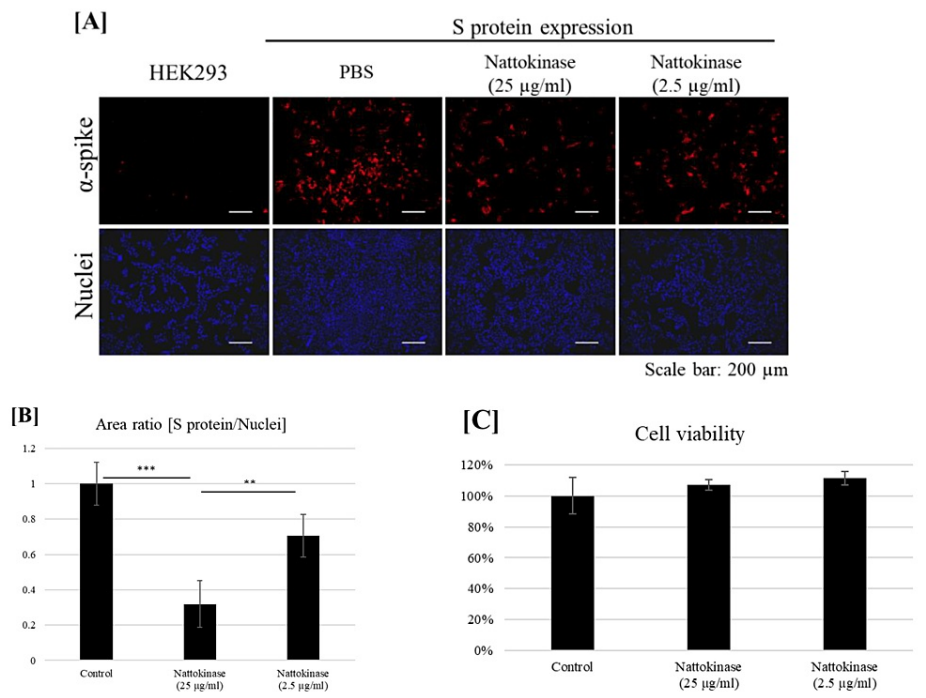 [A]
S protein expression
HEK293
PBS
Nattokinase
(25 µg/ml)
Nattokinase
(2.5 µg/ml)
α-spike
Nuclei
Scale bar: 200 µm
[B]
Area ratio [S protein/Nuclei]
1.2
1
0.8
0.6
0.4
0.2
0
***
**
Control
Nattokinase
(25 µg/ml)
Nattokinase
(2.5 µg/ml)
[C]
Cell viability
120%
100%
80%
60%
40%
20%
0%
Control
Nattokinase
(25 µg/ml)
Nattokinase
(2.5 µg/ml)